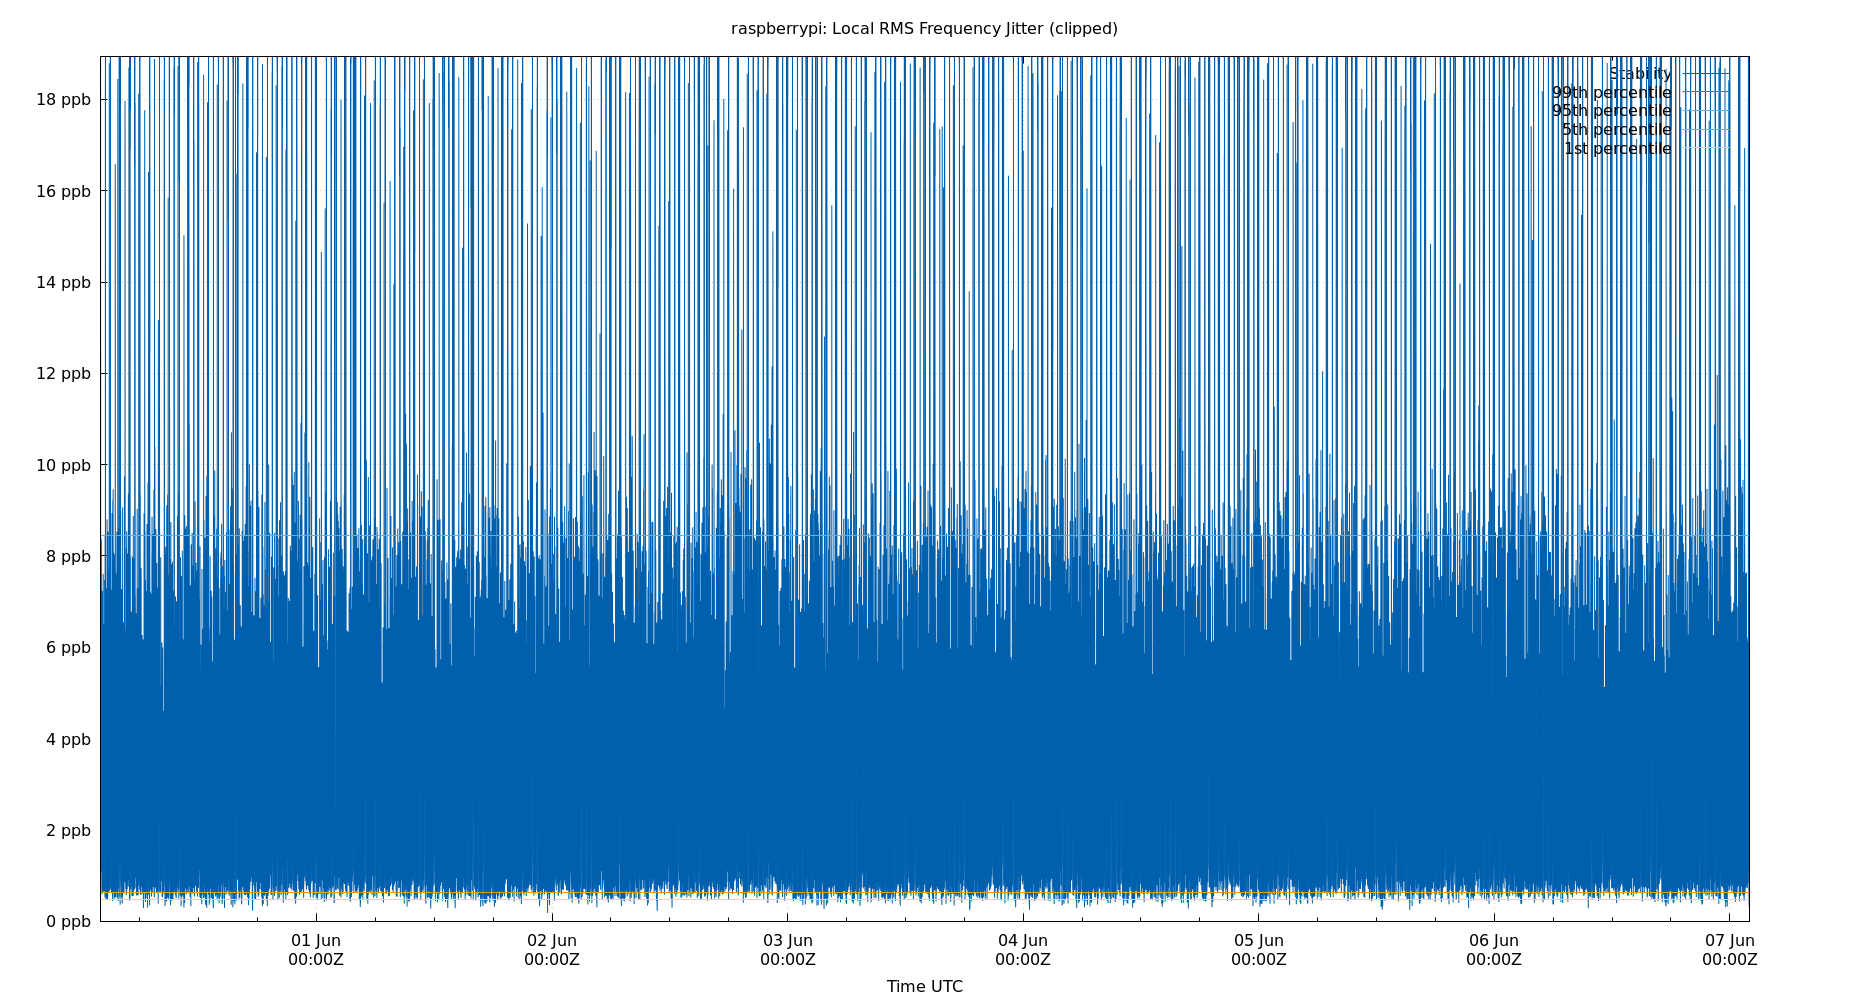 raspberrypi: Local RMS Frequency Jitter (clipped)
Stability
99th percentile
95th percentile
5th percentile
1st percentile
18 ppb
16 ppb
14 ppb
12 ppb
10 ppb
8 ppb
6 ppb
4 ppb
2 ppb
0 ppb
01 Jun 02 Jun 03 Jun 04 Jun 05 Jun 06 Jun 07 Jun
00:00Z 00:00Z 00:00Z 00:00Z 00:00Z 00:00Z 00:00Z
Time UTC